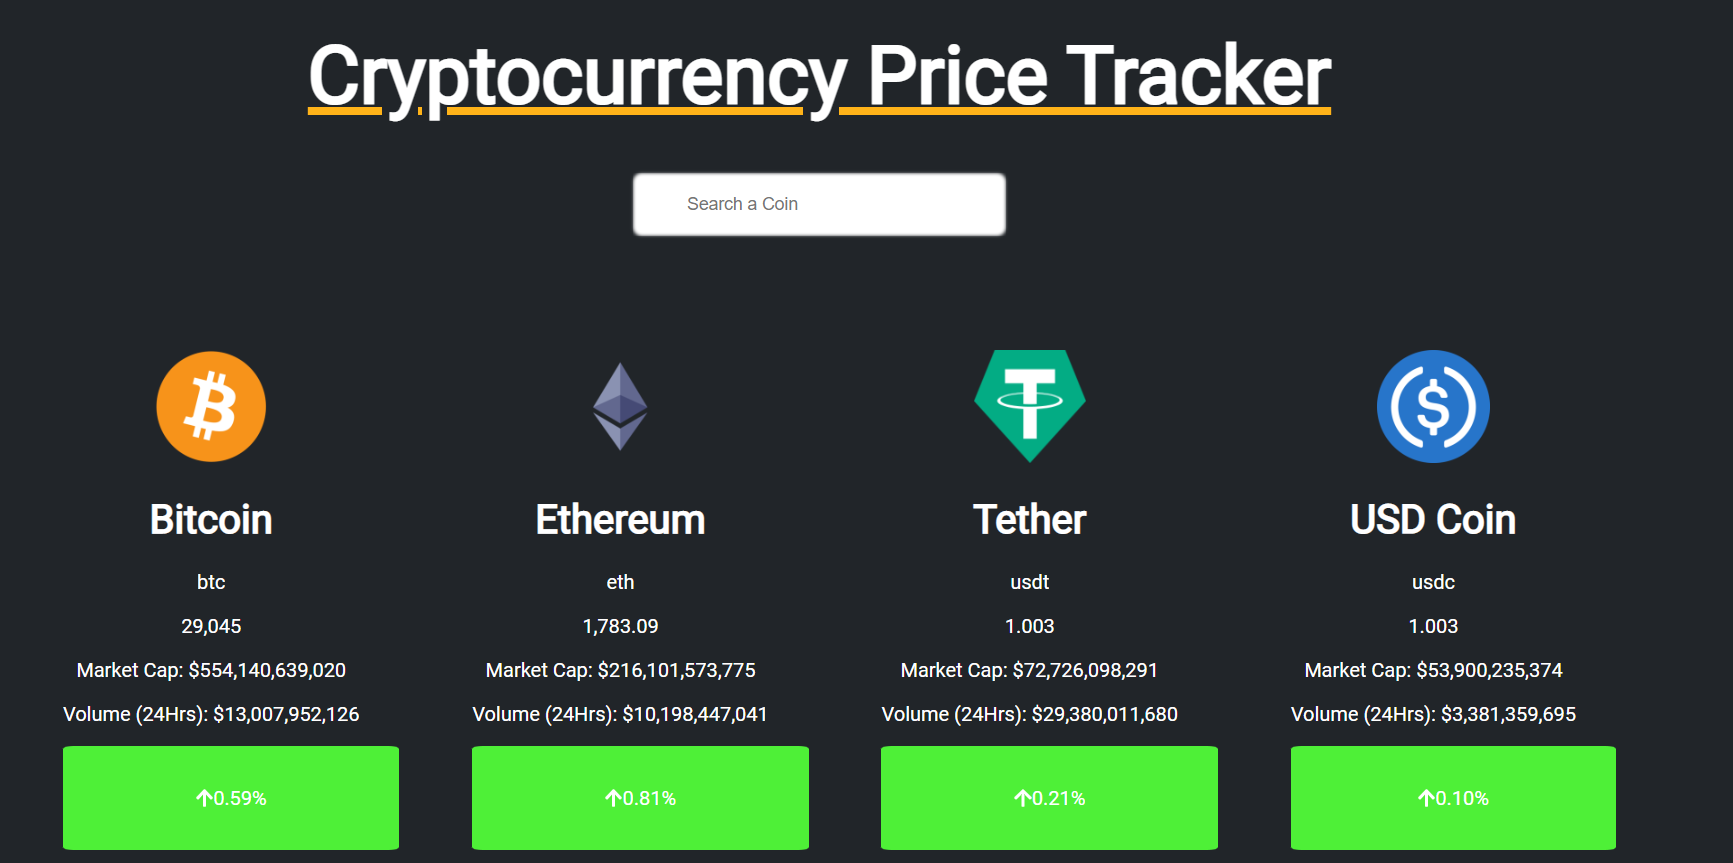 Cryptocurrency Price Tracker
Search a Coin
Bitcoin
btc
29,045
Market Cap: $554,140,639,020
Volume (24Hrs): $13,007,952,126
↑0.59%
Ethereum
eth
1,783.09
Market Cap: $216,101,573,775
Volume (24Hrs): $10,198,447,041
↑0.81%
Tether
usdt
1.003
Market Cap: $72,726,098,291
Volume (24Hrs): $29,380,011,680
↑0.21%
USD Coin
usdc
1.003
Market Cap: $53,900,235,374
Volume (24Hrs): $3,381,359,695
↑0.10%